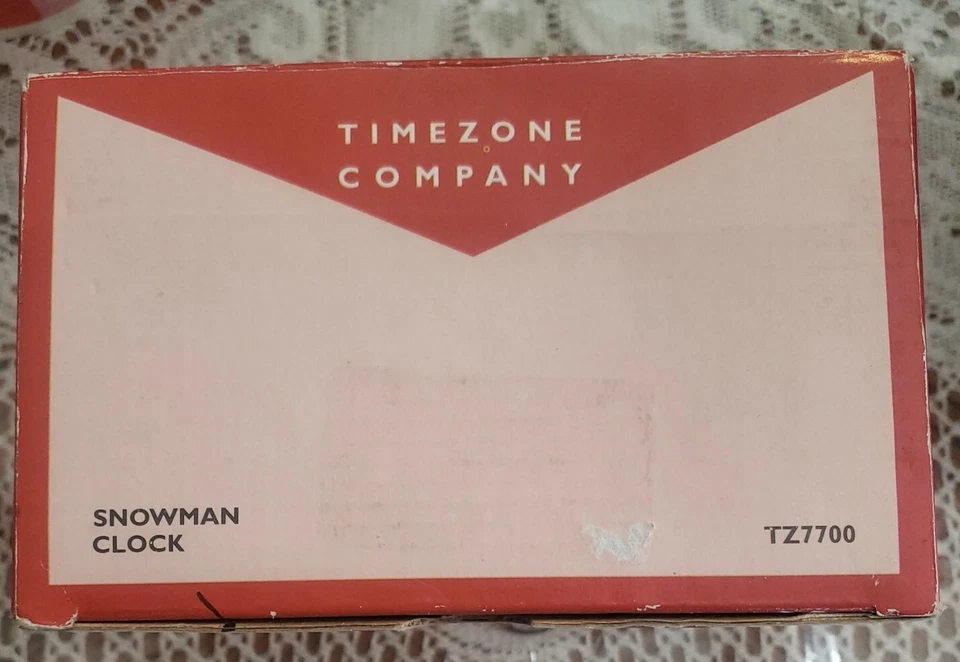 TIMEZONE
COMPANY
SNOWMAN
CLOCK
TZ7700